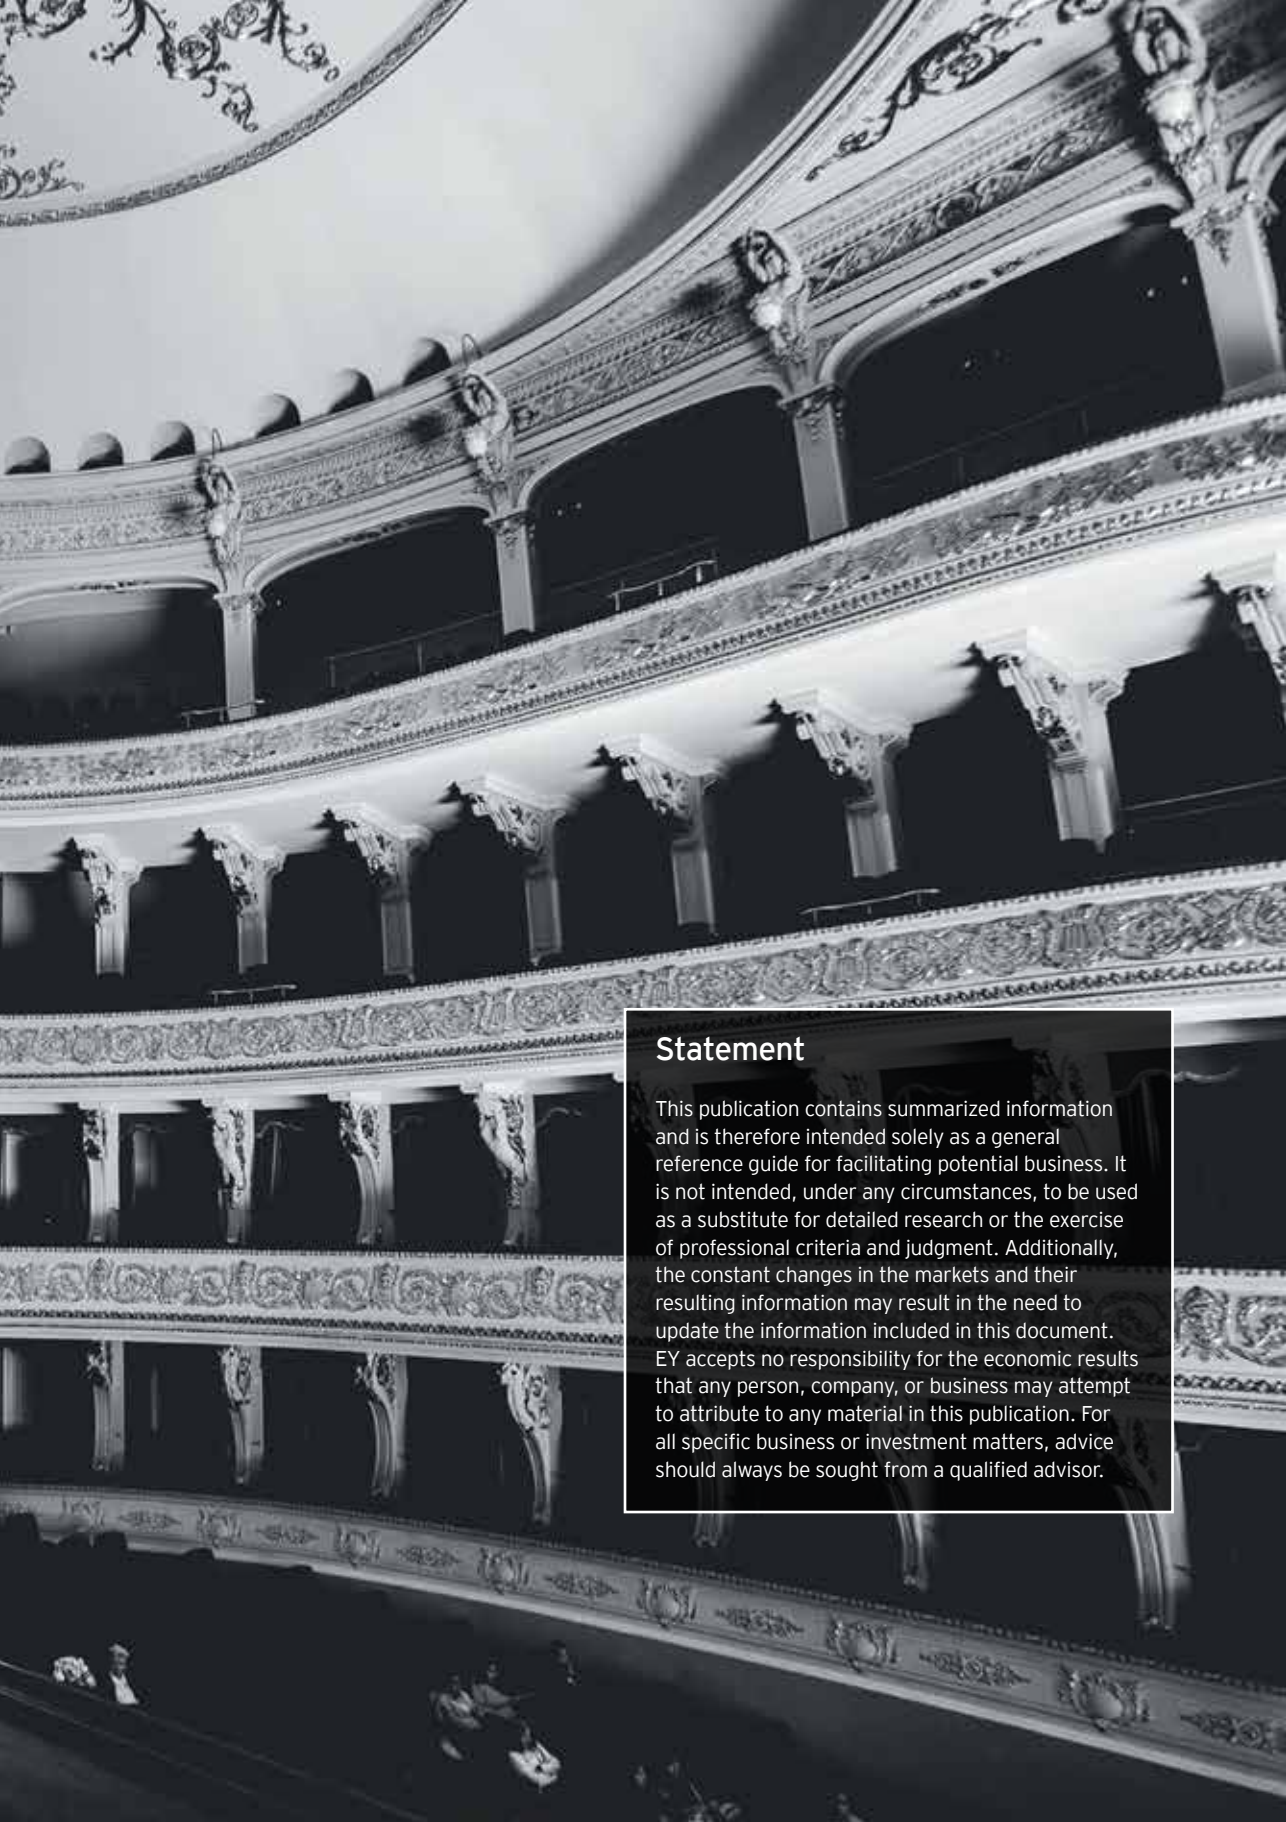 Statement
This publication contains summarized information
and is therefore intended solely as a general
reference guide for facilitating potential business. It
is not intended, under any circumstances, to be used
as a substitute for detailed research or the exercise
of professional criteria and judgment. Additionally,
the constant changes in the markets and their
resulting information may result in the need to
update the information included in this document.
EY accepts no responsibility for the economic results
that any person, company, or business may attempt
to attribute to any material in this publication. For
all specific business or investment matters, advice
should always be sought from a qualified advisor.